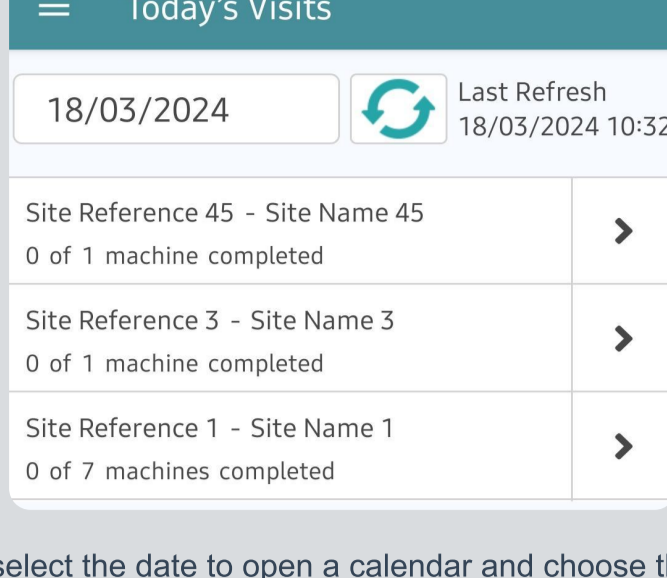 Today's Visits
18/03/2024
Last Refresh
18/03/2024 10:32
Site Reference 45 - Site Name 45
0 of 1 machine completed
Site Reference 3 - Site Name 3
0 of 1 machine completed
Site Reference 1 - Site Name 1
0 of 7 machines completed
select the date to open a calendar and choose